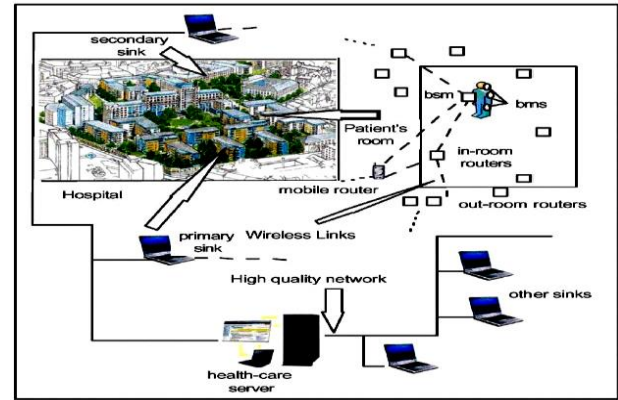 secondary
sink
bsm
bms
Patient's
room
in-room
routers
Hospital
mobile router
out-room routers
primary
sink
Wireless Links
High quality network
other sinks
health-care
server